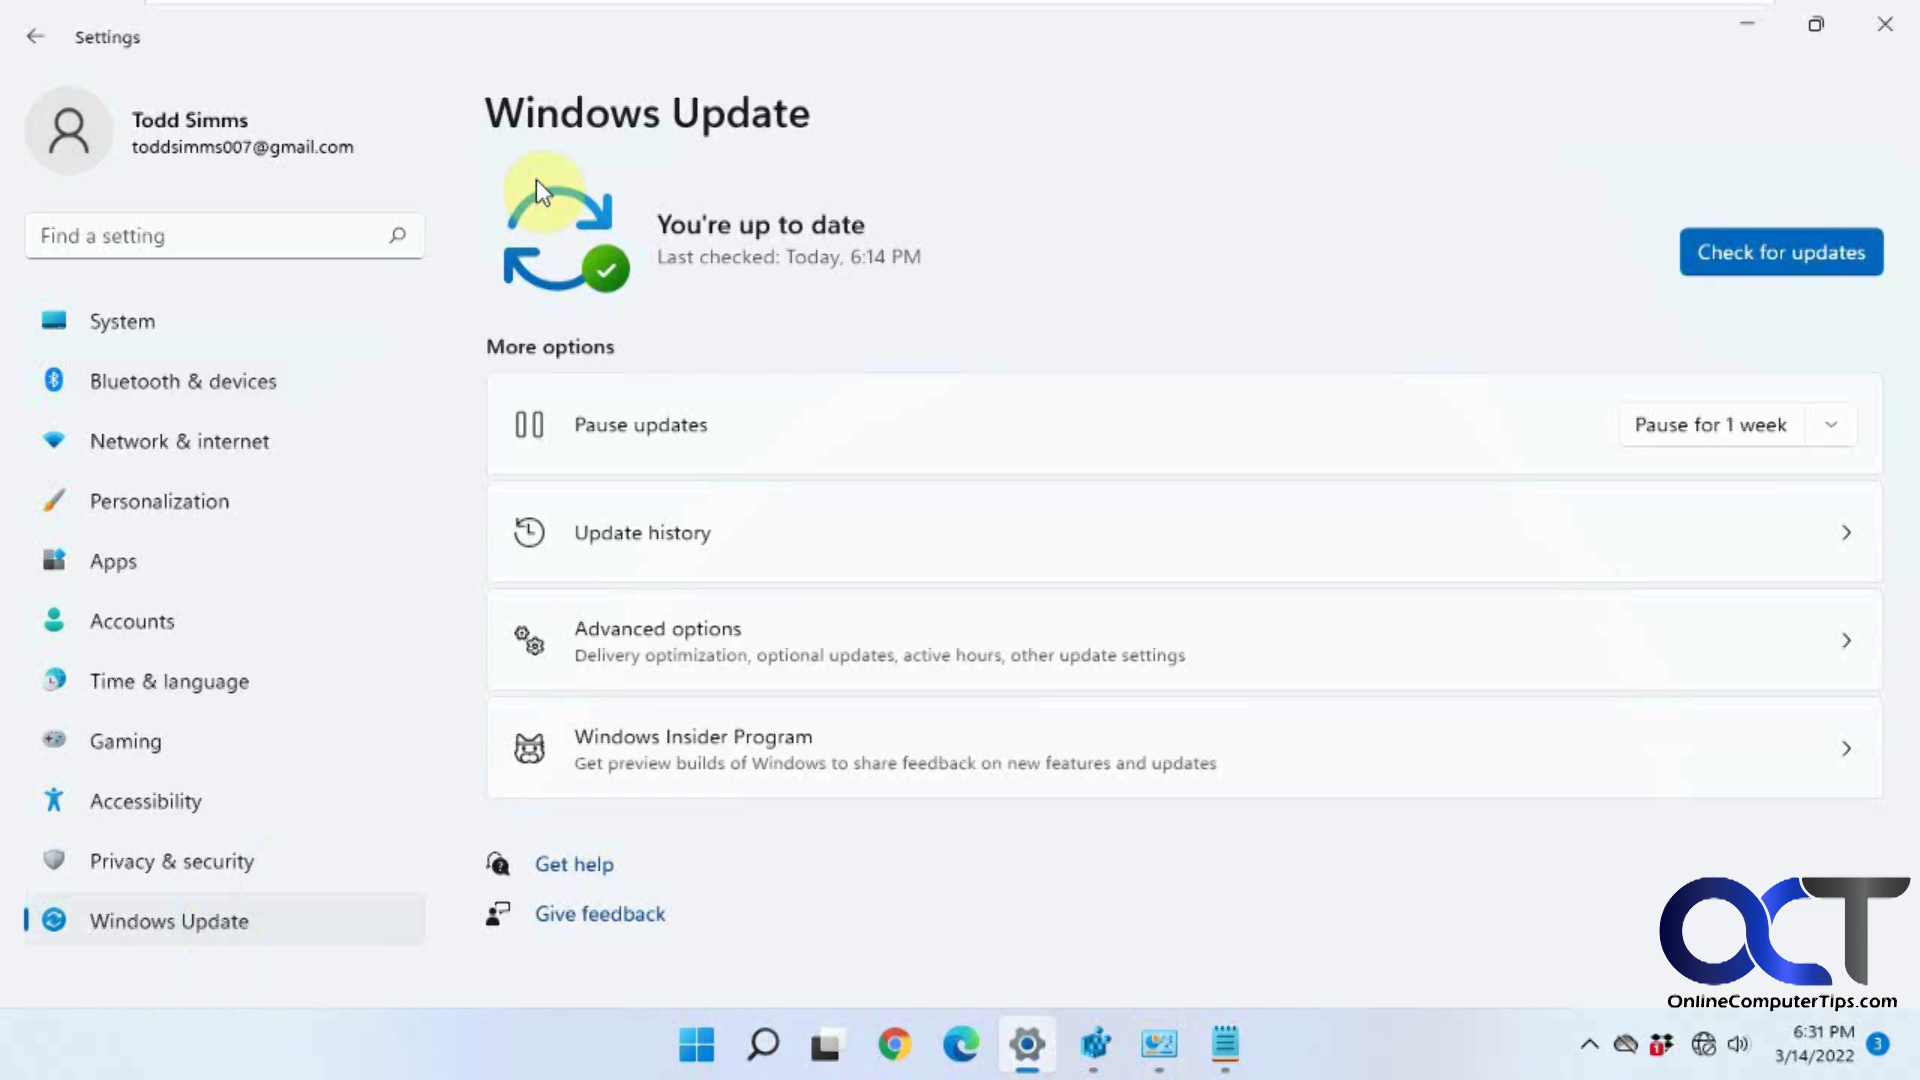 Settings
Todd Simms
toddsimms007@gmail.com
Find a setting
System
Bluetooth & devices
Network & internet
Personalization
Apps
Accounts
Time & language
Gaming
Accessibility
Privacy & security
Windows Update
Windows Update
You're up to date
Last checked: Today, 6:14 PM
Check for updates
More options
Pause updates
Pause for 1 week
Update history
Advanced options
Delivery optimization, optional updates, active hours, other update settings
Windows Insider Program
Get preview builds of Windows to share feedback on new features and updates
Get help
Give feedback
OCT
OnlineComputerTips.com
1
6:31 PM
3/14/2022
3